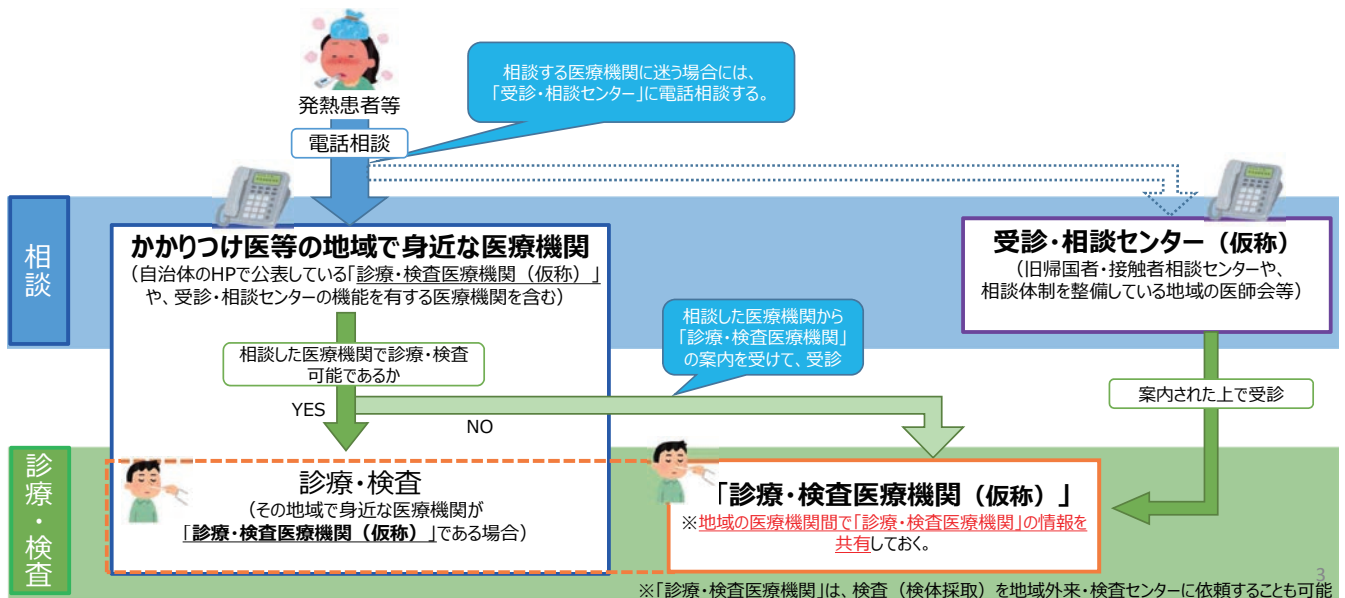 発熱患者等
電話相談
相談する医療機関に迷う場合には、
「受診・相談センター」に電話相談する。
相談
かかりつけ医等の地域で身近な医療機関
（自治体のHPで公表している「診療・検査医療機関（仮称）」
や、受診・相談センターの機能を有する医療機関を含む）
受診・相談センター（仮称）
（旧帰国者・接触者相談センターや、
相談体制を整備している地域の医師会等）
相談した医療機関で診療・検査
可能であるか
相談した医療機関から
「診療・検査医療機関」
の案内を受けて、受診
案内された上で受診
YES
NO
診療・検査
診療・検査
（その地域で身近な医療機関が
「診療・検査医療機関（仮称）」である場合）
「診療・検査医療機関（仮称）」
※地域の医療機関間で「診療・検査医療機関」の情報を
共有しておく。
※「診療・検査医療機関」は、検査（検体採取）を地域外来・検査センターに依頼することも可能
3